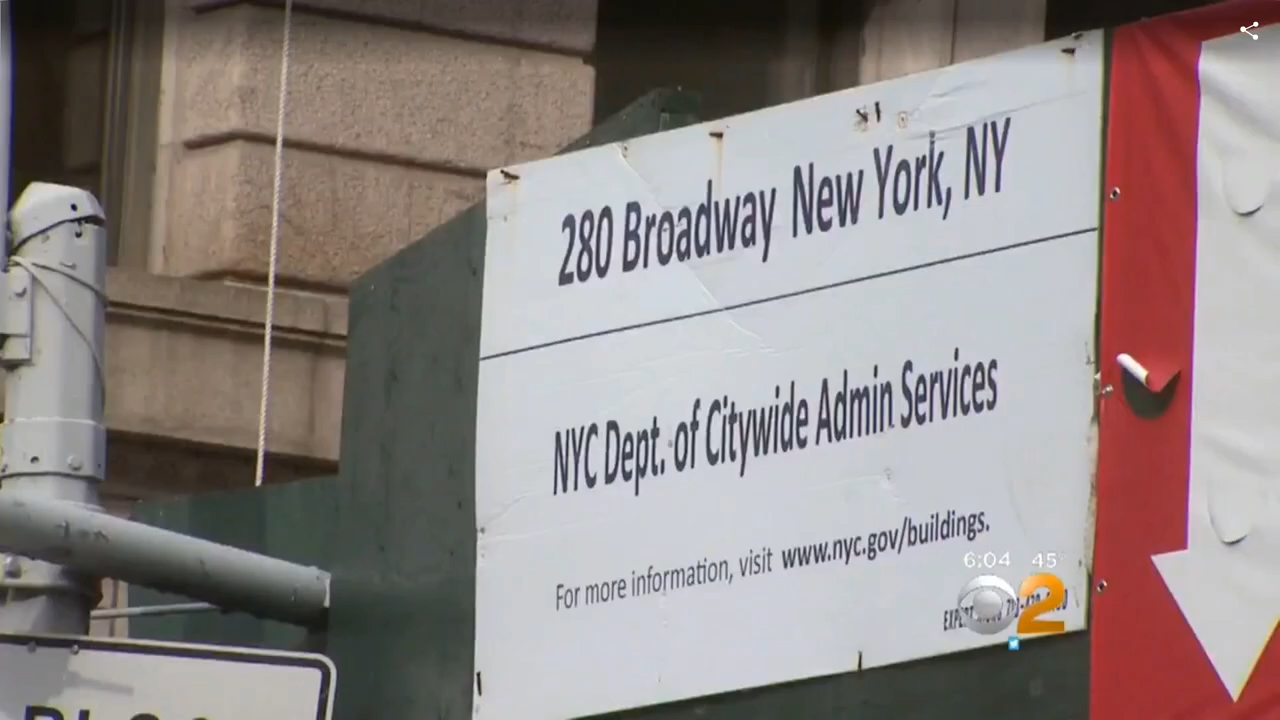 280 Broadway New York, NY
NYC Dept. of Citywide Admin Services
For more information, visit www.nyc.gov/buildings.
6:04 45°
2